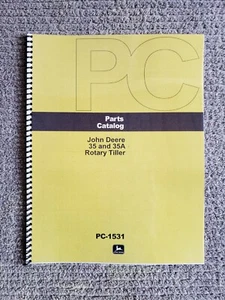 PC
Parts
Catalog
John Deere
35 and 35A
Rotary Tiller
PC-1531